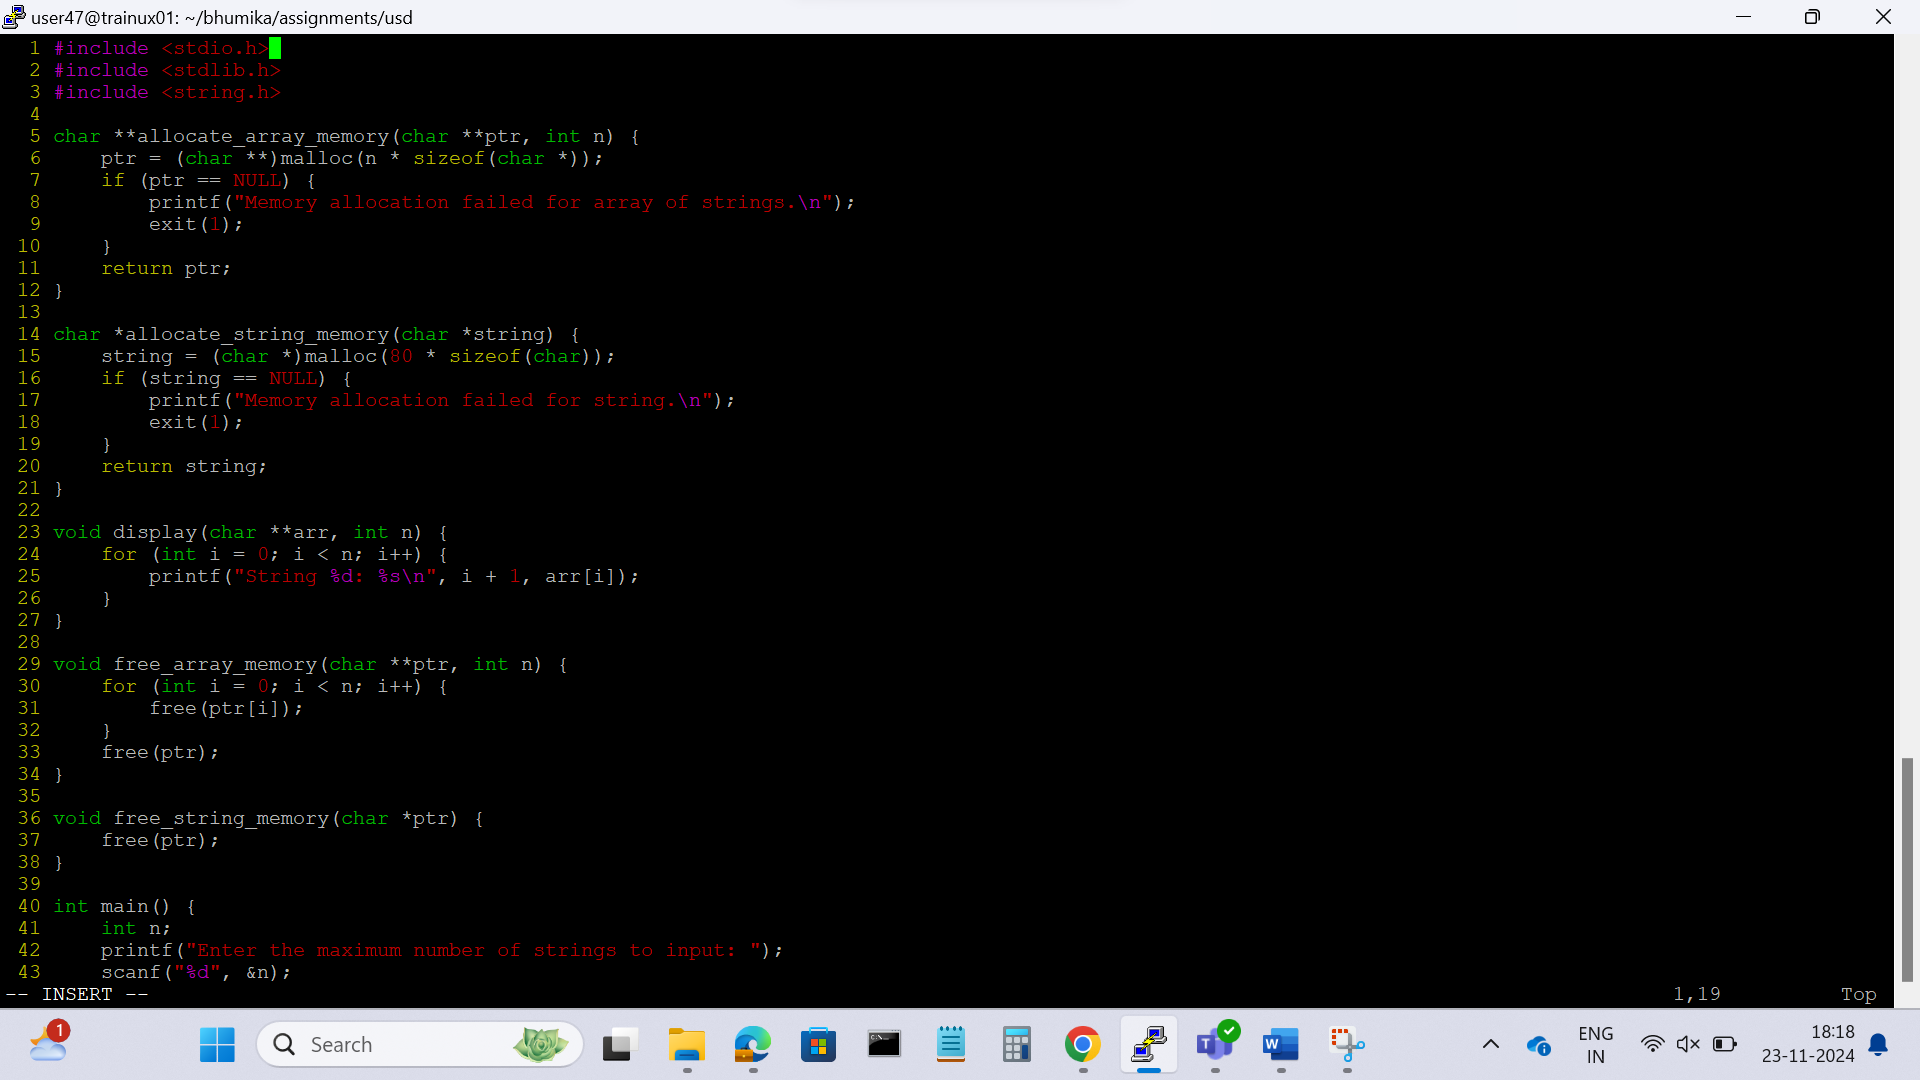 user47@trainux01: ~/bhumika/assignments/usd
1 #include <stdio.h>
2 #include <stdlib.h>
3 #include <string.h>
4
5 char **allocate_array_memory(char **ptr, int n) {
6     ptr = (char **)malloc(n * sizeof(char *));
7     if (ptr == NULL) {
8         printf("Memory allocation failed for array of strings.\n");
9         exit(1);
10     }
11     return ptr;
12 }
13
14 char *allocate_string_memory(char *string) {
15     string = (char *)malloc(80 * sizeof(char));
16     if (string == NULL) {
17         printf("Memory allocation failed for string.\n");
18         exit(1);
19     }
20     return string;
21 }
22
23 void display(char **arr, int n) {
24     for (int i = 0; i < n; i++) {
25         printf("String %d: %s\n", i + 1, arr[i]);
26     }
27 }
28
29 void free_array_memory(char **ptr, int n) {
30     for (int i = 0; i < n; i++) {
31         free(ptr[i]);
32     }
33     free(ptr);
34 }
35
36 void free_string_memory(char *ptr) {
37     free(ptr);
38 }
39
40 int main() {
41     int n;
42     printf("Enter the maximum number of strings to input: ");
43     scanf("%d", &n);
-- INSERT -- 1,19 Top
1
Search
ENG
IN
18:18
23-11-2024